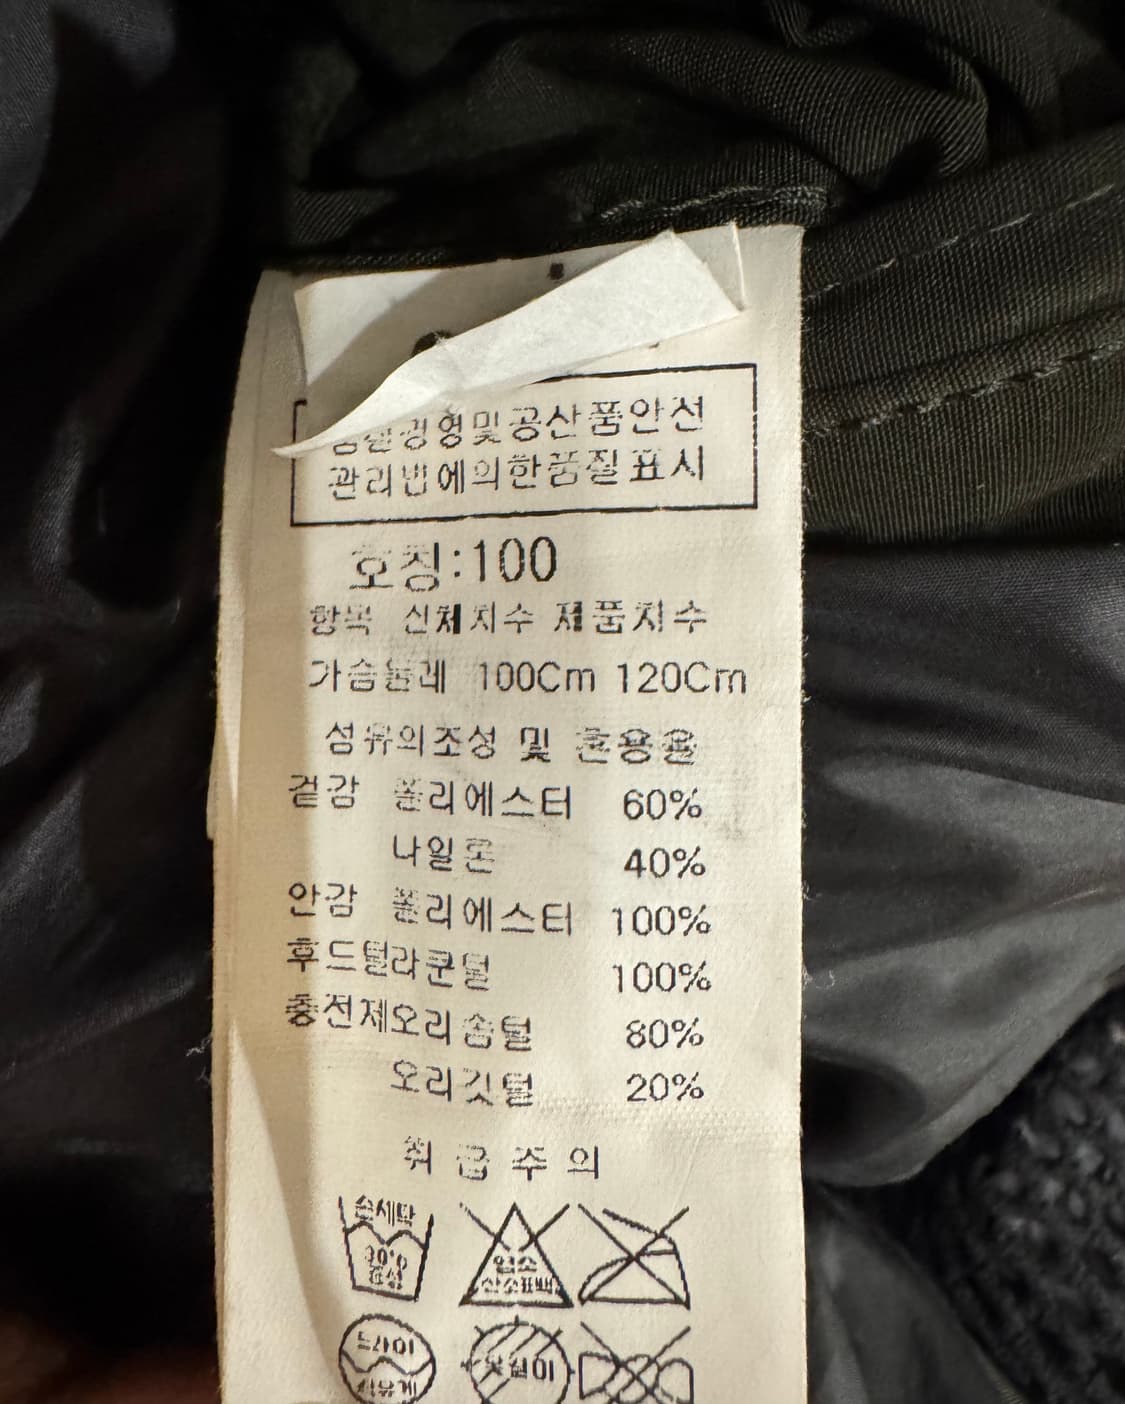 및공산품안전
관리법에의한품질표시
호칭:100
항목 신체치수 제품치수
가슴둘레 100Cm 120Cm
섬유의조성 및 혼용율
겉감 폴리에스터 60%
나일론 40%
안감 폴리에스터 100%
후드털라쿤털 100%
충전제오리솜털 80%
오리깃털 20%
취급주의
손세탁
염소